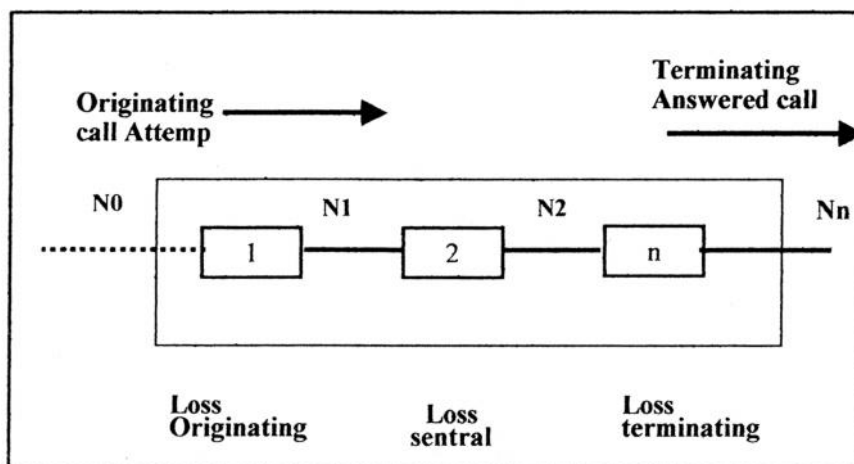 Originating
call Attemp
Terminating
Answered call
N0
N1
N2
Nn
1
2
n
Loss
Originating
Loss
sentral
Loss
terminating